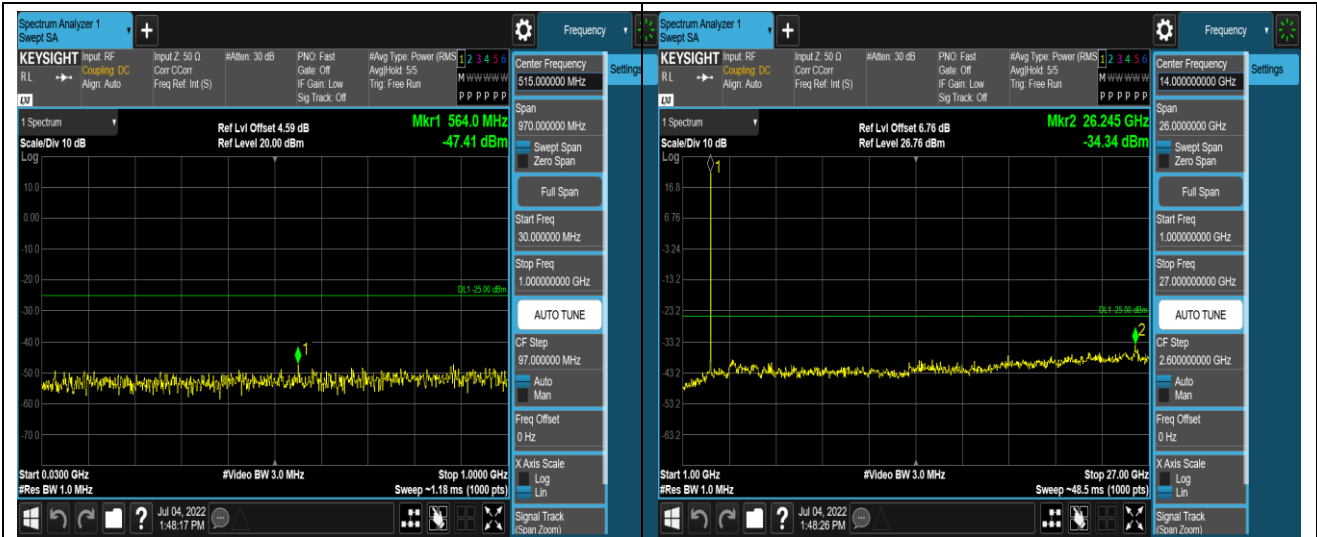 Spectrum Analyzer 1
Swept SA
+
Frequency
KEYSIGHT
Input: RF
Input Z: 50 Ω
#Atten: 30 dB
PNO: Fast
#Avg Type: Power (RMS
1 2 3 4 5 6
RL
Coupling: DC
Corr CCorr
Gate: Off
Avg|Hold: 5/5
M W W W W W
Align: Auto
Freq Ref: Int (S)
IF Gain: Low
Trig: Free Run
Sig Track: Off
P P P P P P
LXI
Center Frequency
515.000000 MHz
Settings
1 Spectrum
Ref Lvl Offset 4.59 dB
Mkr1 564.0 MHz
Scale/Div 10 dB
Ref Level 20.00 dBm
-47.41 dBm
Log
10.0
0.00
-10.0
-20.0
DL1 -25.00 dBm
-30.0
-40.0
1
-50.0
-60.0
-70.0
Start 0.0300 GHz
#Video BW 3.0 MHz
Stop 1.0000 GHz
#Res BW 1.0 MHz
Sweep ~1.18 ms (1000 pts)
Span
970.000000 MHz
Swept Span
Zero Span
Full Span
Start Freq
30.000000 MHz
Stop Freq
1.000000000 GHz
AUTO TUNE
CF Step
97.000000 MHz
Auto
Man
Freq Offset
0 Hz
X Axis Scale
Log
Lin
Signal Track
(Span Zoom)
?
Jul 04, 2022
1:48:17 PM
Spectrum Analyzer 1
Swept SA
+
Frequency
KEYSIGHT
Input: RF
Input Z: 50 Ω
#Atten: 30 dB
PNO: Fast
#Avg Type: Power (RMS
1 2 3 4 5 6
RL
Coupling: DC
Corr CCorr
Gate: Off
Avg|Hold: 5/5
M W W W W W
Align: Auto
Freq Ref: Int (S)
IF Gain: Low
Trig: Free Run
Sig Track: Off
P P P P P P
LXI
Center Frequency
14.000000000 GHz
Settings
1 Spectrum
Ref Lvl Offset 6.76 dB
Mkr2 26.245 GHz
Scale/Div 10 dB
Ref Level 26.76 dBm
-34.34 dBm
Log
1
16.8
6.76
-3.24
-13.2
-23.2
DL1 -25.00 dBm
2
-33.2
-43.2
-53.2
-63.2
Start 1.00 GHz
#Video BW 3.0 MHz
Stop 27.00 GHz
#Res BW 1.0 MHz
Sweep ~48.5 ms (1000 pts)
Span
26.0000000 GHz
Swept Span
Zero Span
Full Span
Start Freq
1.000000000 GHz
Stop Freq
27.000000000 GHz
AUTO TUNE
CF Step
2.600000000 GHz
Auto
Man
Freq Offset
0 Hz
X Axis Scale
Log
Lin
Signal Track
(Span Zoom)
?
Jul 04, 2022
1:48:26 PM